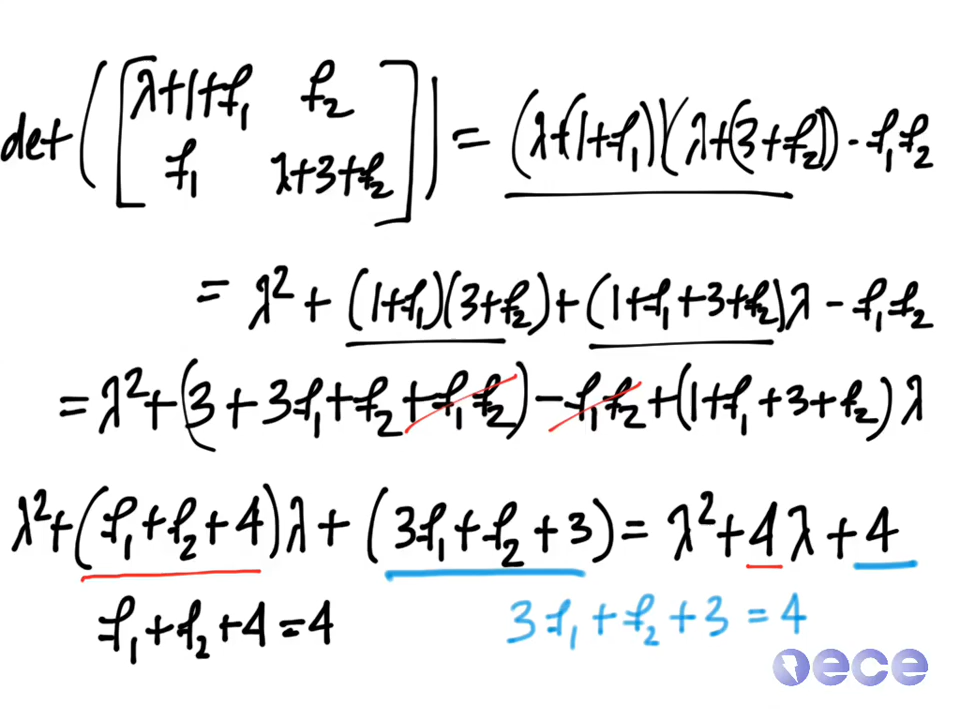 det([λ+1+f₁ f₂
f₁ λ+3+f₂]) = (λ+(1+f₁))(λ+(3+f₂)) - f₁f₂
= λ² + (1+f₁)(3+f₂) + (1+f₁+3+f₂)λ - f₁f₂
= λ² + (3 + 3f₁ + f₂ + f₁f₂) - f₁f₂ + (1+f₁+3+f₂)λ
λ² + (f₁+f₂+4)λ + (3f₁+f₂+3) = λ² + 4λ + 4
f₁+f₂+4 = 4 3f₁+f₂+3 = 4
ece